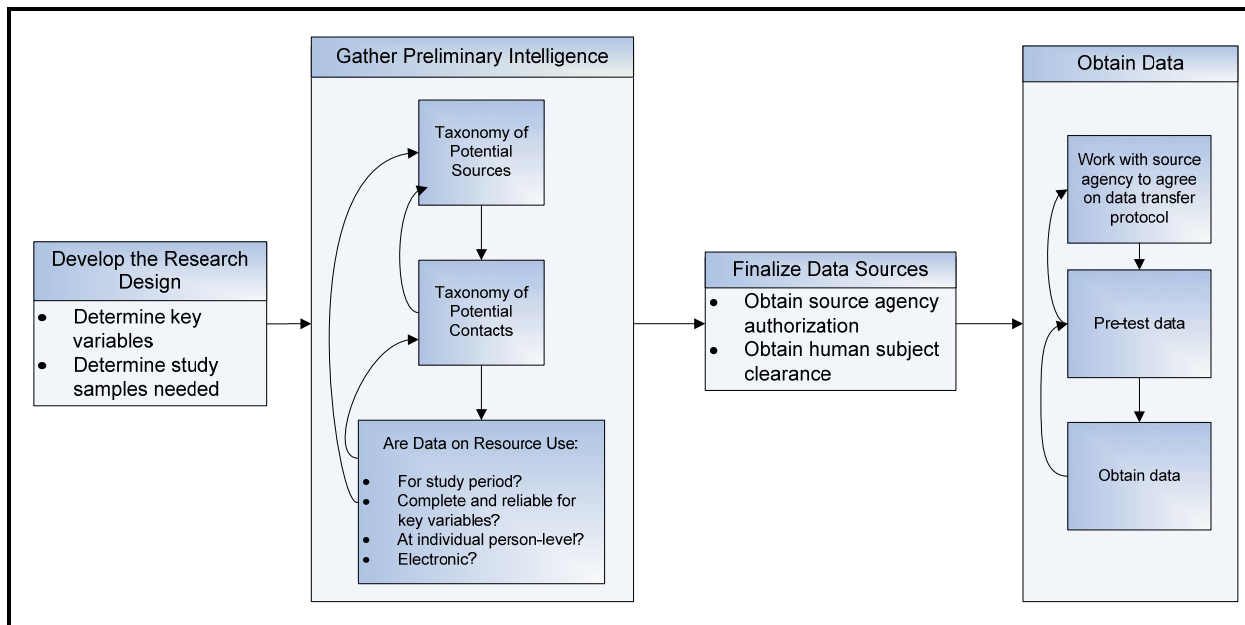 Develop the Research
Design
• Determine key
variables
• Determine study
samples needed
Gather Preliminary Intelligence
Taxonomy of
Potential
Sources
Taxonomy of
Potential
Contacts
Are Data on Resource Use:
• For study period?
• Complete and reliable for
key variables?
• At individual person-level?
• Electronic?
Finalize Data Sources
• Obtain source agency
authorization
• Obtain human subject
clearance
Obtain Data
Work with source
agency to agree
on data transfer
protocol
Pre-test data
Obtain data